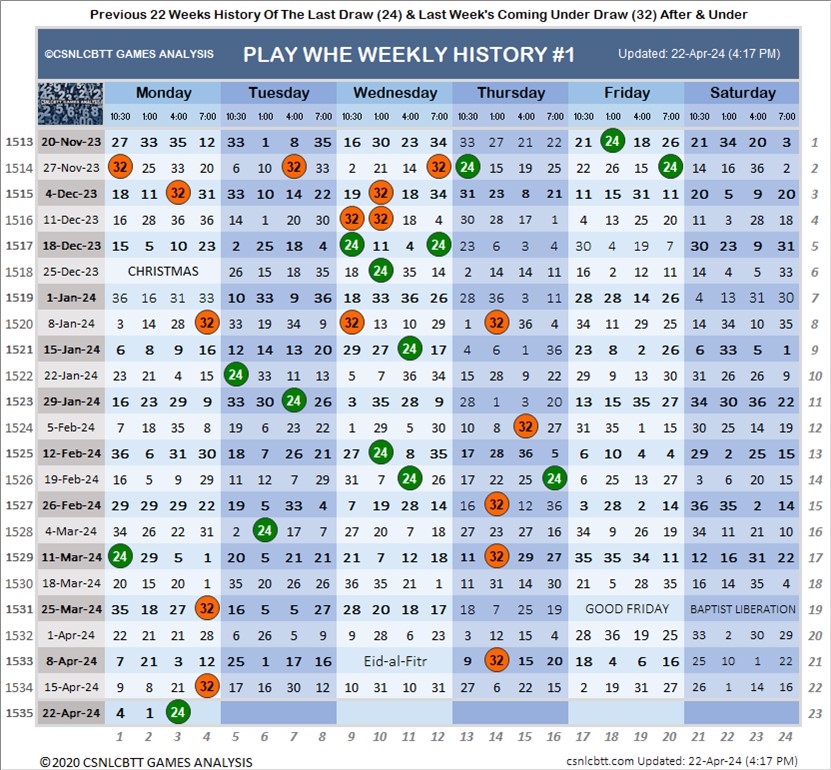 Previous 22 Weeks History Of The Last Draw (24) & Last Week's Coming Under Draw (32) After & Under
©CSNLCBTT GAMES ANALYSIS PLAY WHE WEEKLY HISTORY #1 Updated: 22-Apr-24 (4:17 PM)
CSNLCBTT GAMES ANALYSIS
Monday Tuesday Wednesday Thursday Friday Saturday
10:30 1:00 4:00 7:00 10:30 1:00 4:00 7:00 10:30 1:00 4:00 7:00 10:30 1:00 4:00 7:00 10:30 1:00 4:00 7:00 10:30 1:00 4:00 7:00
1513 20-Nov-23 27 33 35 12 33 1 8 35 16 30 23 34 33 27 21 22 21 24 18 26 21 34 20 3 1
1514 27-Nov-23 32 25 33 20 6 10 32 33 2 21 14 32 24 15 19 25 22 26 15 24 14 16 36 2 2
1515 4-Dec-23 18 11 32 31 33 10 14 22 19 32 18 34 31 23 8 21 11 15 31 11 20 5 9 20 3
1516 11-Dec-23 16 28 36 36 14 1 20 30 32 32 18 4 30 28 17 1 4 13 25 20 11 3 28 18 4
1517 18-Dec-23 15 5 10 23 2 25 18 4 24 11 4 24 23 6 3 4 30 4 19 7 30 23 9 31 5
1518 25-Dec-23 CHRISTMAS 26 15 18 35 18 24 35 14 2 14 14 11 16 2 12 11 14 4 5 33 6
1519 1-Jan-24 36 16 31 33 10 33 9 36 18 33 36 26 28 36 3 11 28 28 14 26 4 13 31 30 7
1520 8-Jan-24 3 14 28 32 33 19 34 9 32 13 10 29 1 32 36 4 34 11 29 25 14 34 10 35 8
1521 15-Jan-24 6 8 9 16 12 14 13 20 29 27 24 17 4 6 1 36 23 8 2 26 6 33 5 1 9
1522 22-Jan-24 23 21 4 15 24 33 11 13 5 7 36 34 15 28 9 22 29 9 13 30 31 26 26 9 10
1523 29-Jan-24 16 23 29 9 33 30 24 26 3 35 28 9 28 1 3 20 13 15 35 27 34 30 36 22 11
1524 5-Feb-24 7 18 35 8 19 6 23 22 1 29 5 30 10 8 32 27 31 35 1 15 30 25 14 19 12
1525 12-Feb-24 36 6 31 30 18 7 26 21 27 24 8 35 17 28 36 5 6 10 4 4 29 2 25 15 13
1526 19-Feb-24 16 5 9 29 11 12 1 29 31 7 24 26 17 22 25 24 6 25 13 27 3 6 20 15 14
1527 26-Feb-24 29 29 29 22 19 5 33 4 7 19 28 14 16 32 12 36 3 28 2 14 36 35 2 14 15
1528 4-Mar-24 34 26 22 31 2 24 17 7 27 20 7 18 27 23 27 16 34 9 26 19 34 11 21 10 16
1529 11-Mar-24 24 29 5 1 20 5 21 21 21 7 12 18 11 32 29 7 35 35 34 11 12 16 31 22 17
1530 18-Mar-24 20 15 20 1 35 20 26 26 36 35 21 1 11 31 14 30 21 5 28 35 16 14 35 4 18
1531 25-Mar-24 35 18 27 32 16 5 5 27 28 20 18 17 18 7 25 19 GOOD FRIDAY BAPTIST LIBERATION 19
1532 1-Apr-24 22 21 21 28 6 26 5 9 9 28 6 23 3 12 15 4 28 36 19 25 33 2 30 29 20
1533 8-Apr-24 7 21 3 12 25 1 17 16 Eid-al-Fitr 9 32 15 20 18 4 6 16 25 10 1 22 21
1534 15-Apr-24 9 8 21 32 17 16 30 12 10 31 10 31 27 6 22 15 2 19 31 27 26 1 14 16 22
1535 22-Apr-24 4 1 24 23
1 2 3 4 5 6 7 8 9 10 11 12 13 14 15 16 17 18 19 20 21 22 23 24
©2020 CSNLCBTT GAMES ANALYSIS csnlcbtt.com Updated: 22-Apr-24 (4:17 PM)